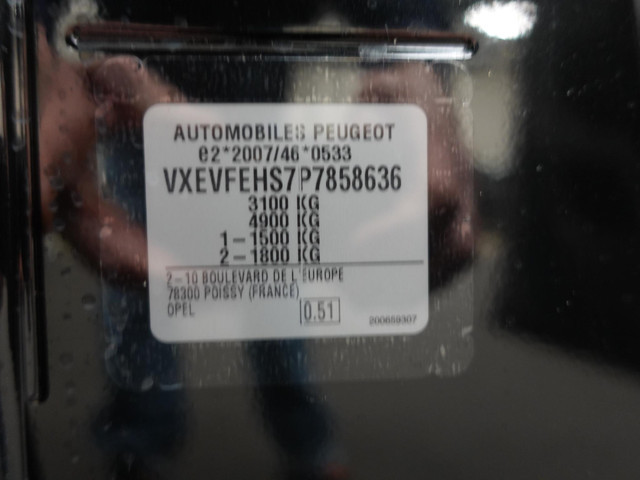 AUTOMOBILES PEUGEOT
e2*2007/46*0533
VXEVFEHS7P7858636
3100 KG
4900 KG
1-1500 KG
2-1800 KG
2-10 BOULEVARD DE L'EUROPE
78300 POISSY (FRANCE)
OPEL 0.51 200659307